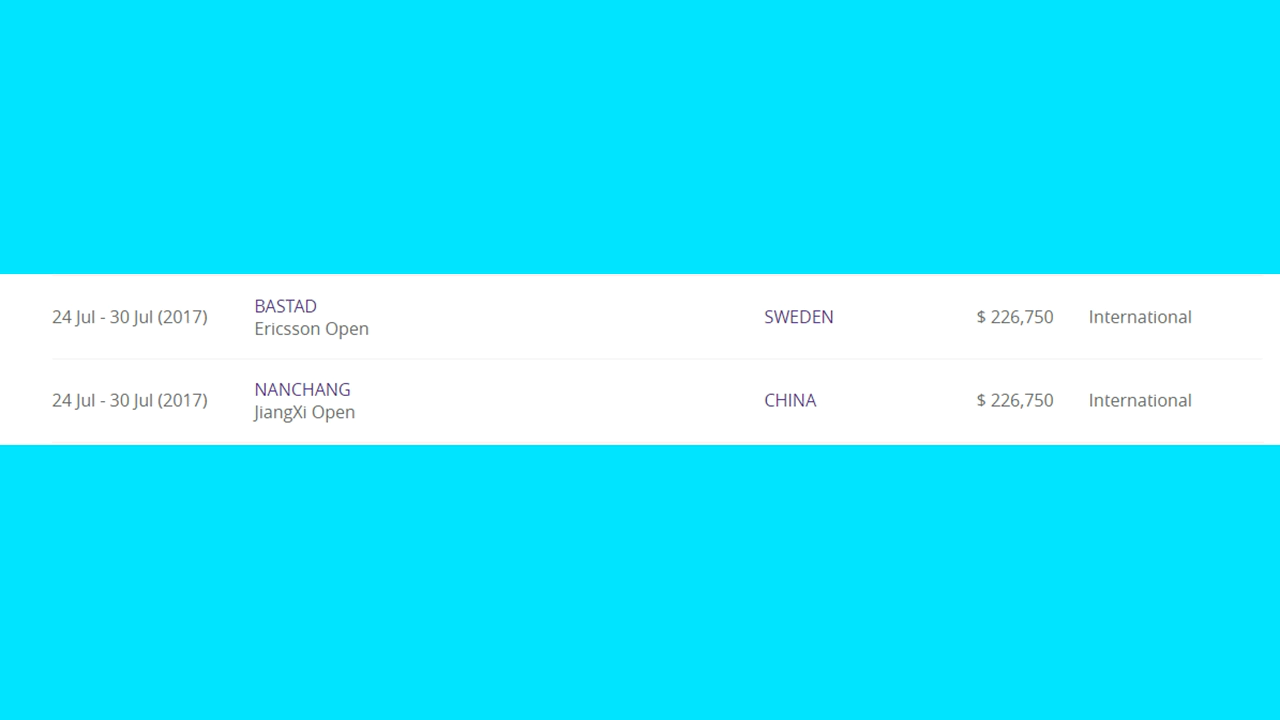 24 Jul - 30 Jul (2017)
BASTAD
Ericsson Open
SWEDEN
$ 226,750
International
24 Jul - 30 Jul (2017)
NANCHANG
JiangXi Open
CHINA
$ 226,750
International